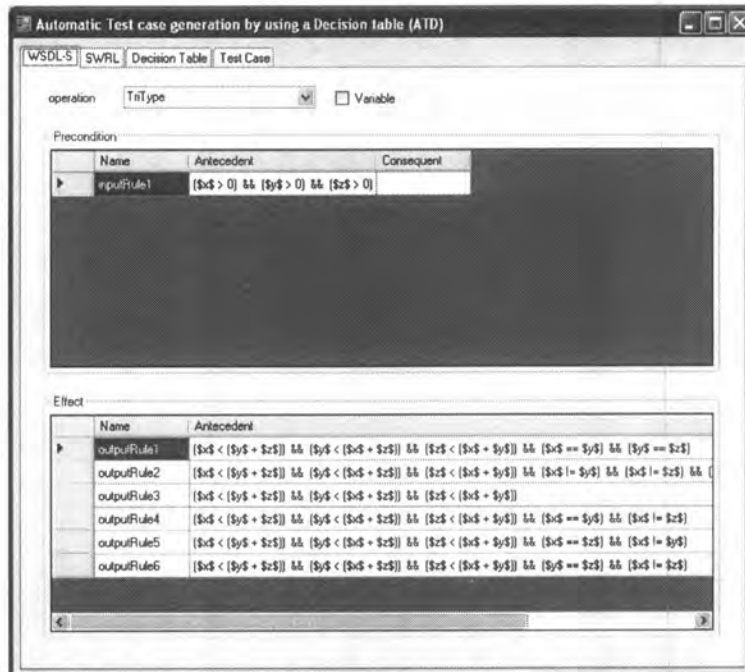 Automatic Test case generation by using a Decision table (ATD)
WSDL-S SWRL Decision Table Test Case
operation TriType Variable
Precondition
Name Antecedent Consequent
inputRule1 ($x$ > 0) && ($y$ > 0) && ($z$ > 0)
Effect
Name Antecedent
outputRule1 ($x$ < ($y$ + $z$)) && ($y$ < ($x$ + $z$)) && ($z$ < ($x$ + $y$)) && ($x$ == $y$) && ($y$ == $z$)
outputRule2 ($x$ < ($y$ + $z$)) && ($y$ < ($x$ + $z$)) && ($z$ < ($x$ + $y$)) && ($x$ != $y$) && ($x$ != $z$) && (
outputRule3 ($x$ < ($y$ + $z$)) && ($y$ < ($x$ + $z$)) && ($z$ < ($x$ + $y$))
outputRule4 ($x$ < ($y$ + $z$)) && ($y$ < ($x$ + $z$)) && ($z$ < ($x$ + $y$)) && ($x$ == $y$) && ($x$ != $z$)
outputRule5 ($x$ < ($y$ + $z$)) && ($y$ < ($x$ + $z$)) && ($z$ < ($x$ + $y$)) && ($x$ == $z$) && ($x$ != $y$)
outputRule6 ($x$ < ($y$ + $z$)) && ($y$ < ($x$ + $z$)) && ($z$ < ($x$ + $y$)) && ($y$ == $z$) && ($x$ != $z$)